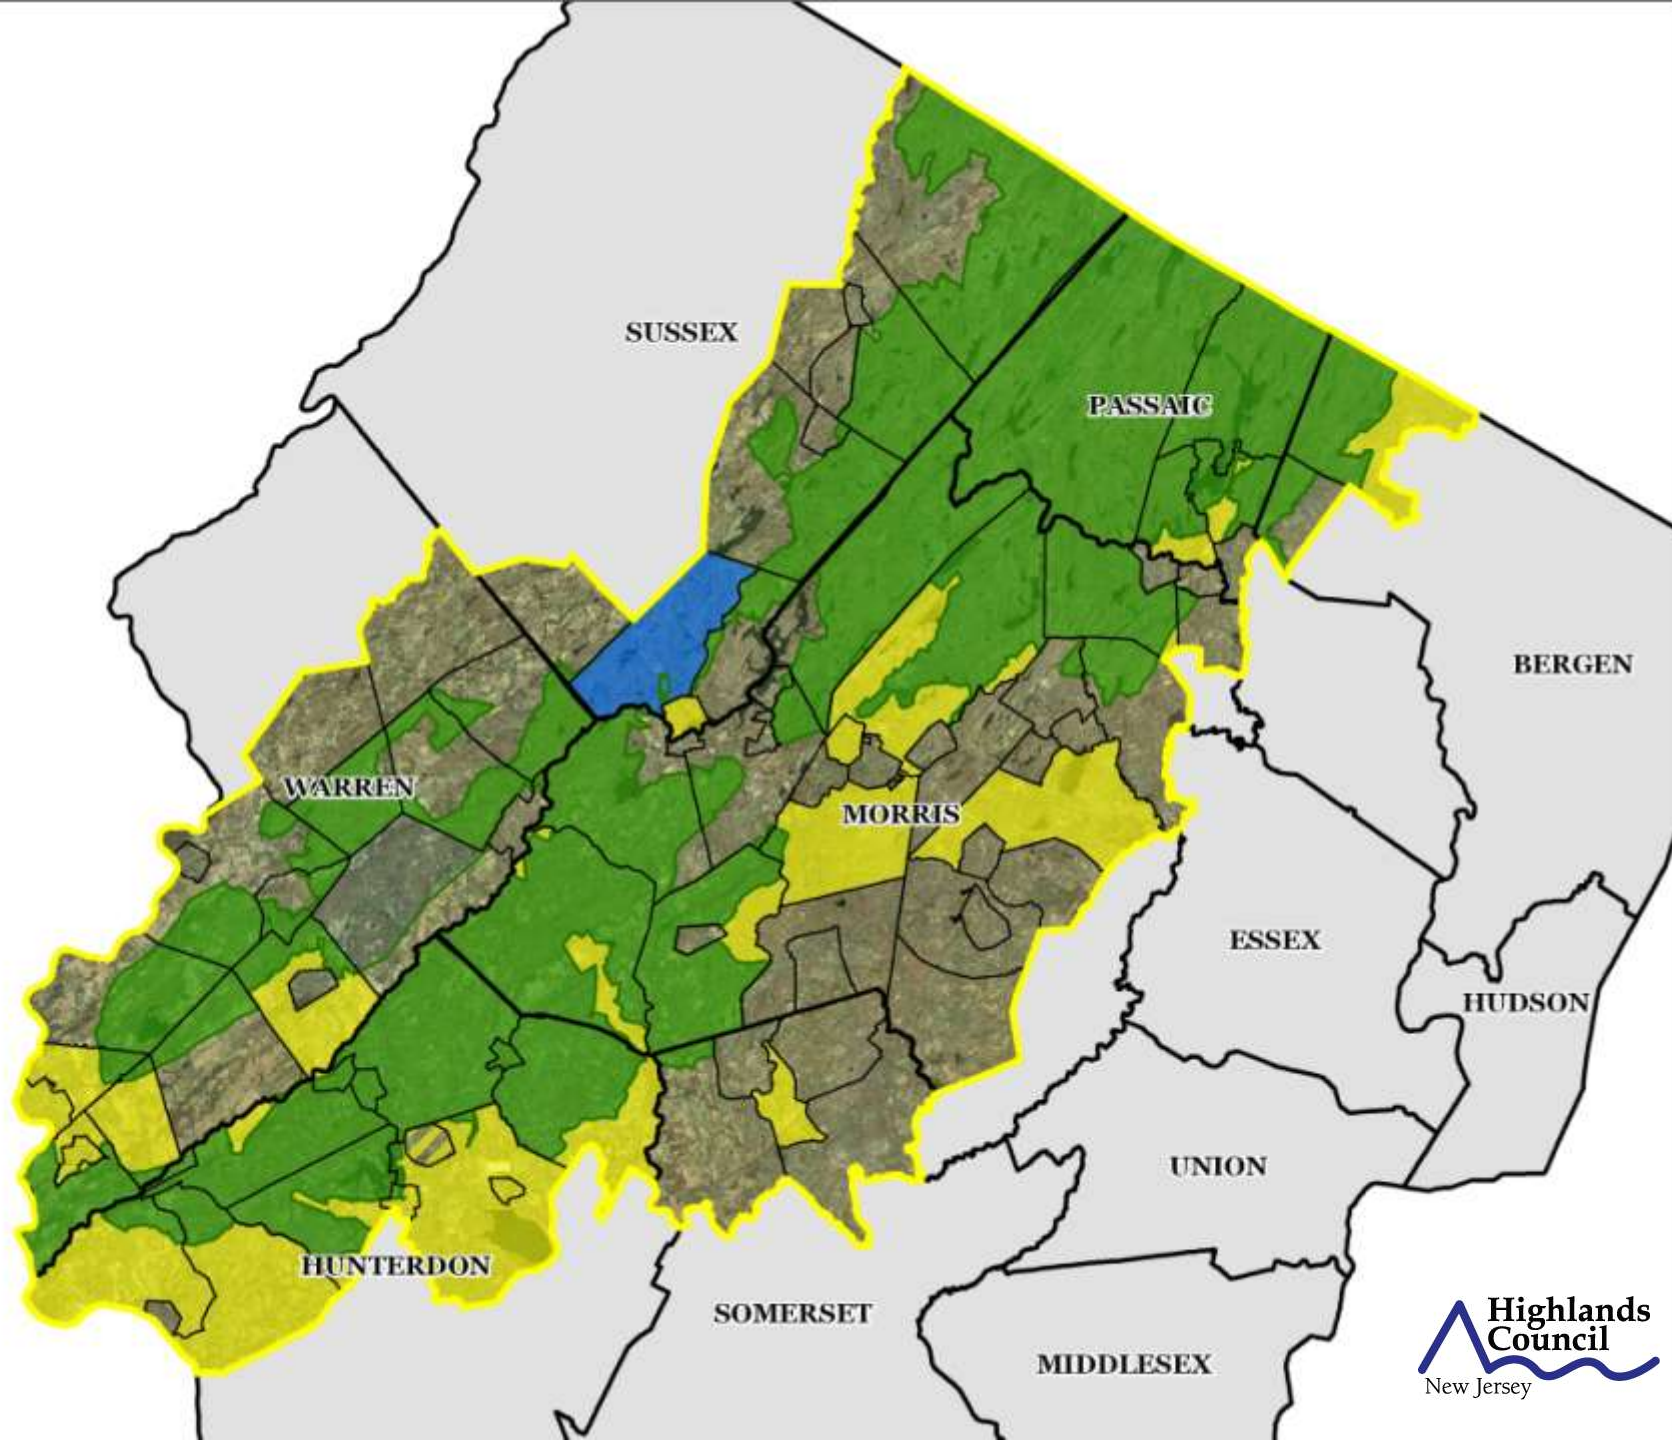 SUSSEX
PASSAIC
BERGEN
WARREN
MORRIS
ESSEX
HUDSON
UNION
HUNTERDON
SOMERSET
MIDDLESEX
Highlands
Council
New Jersey